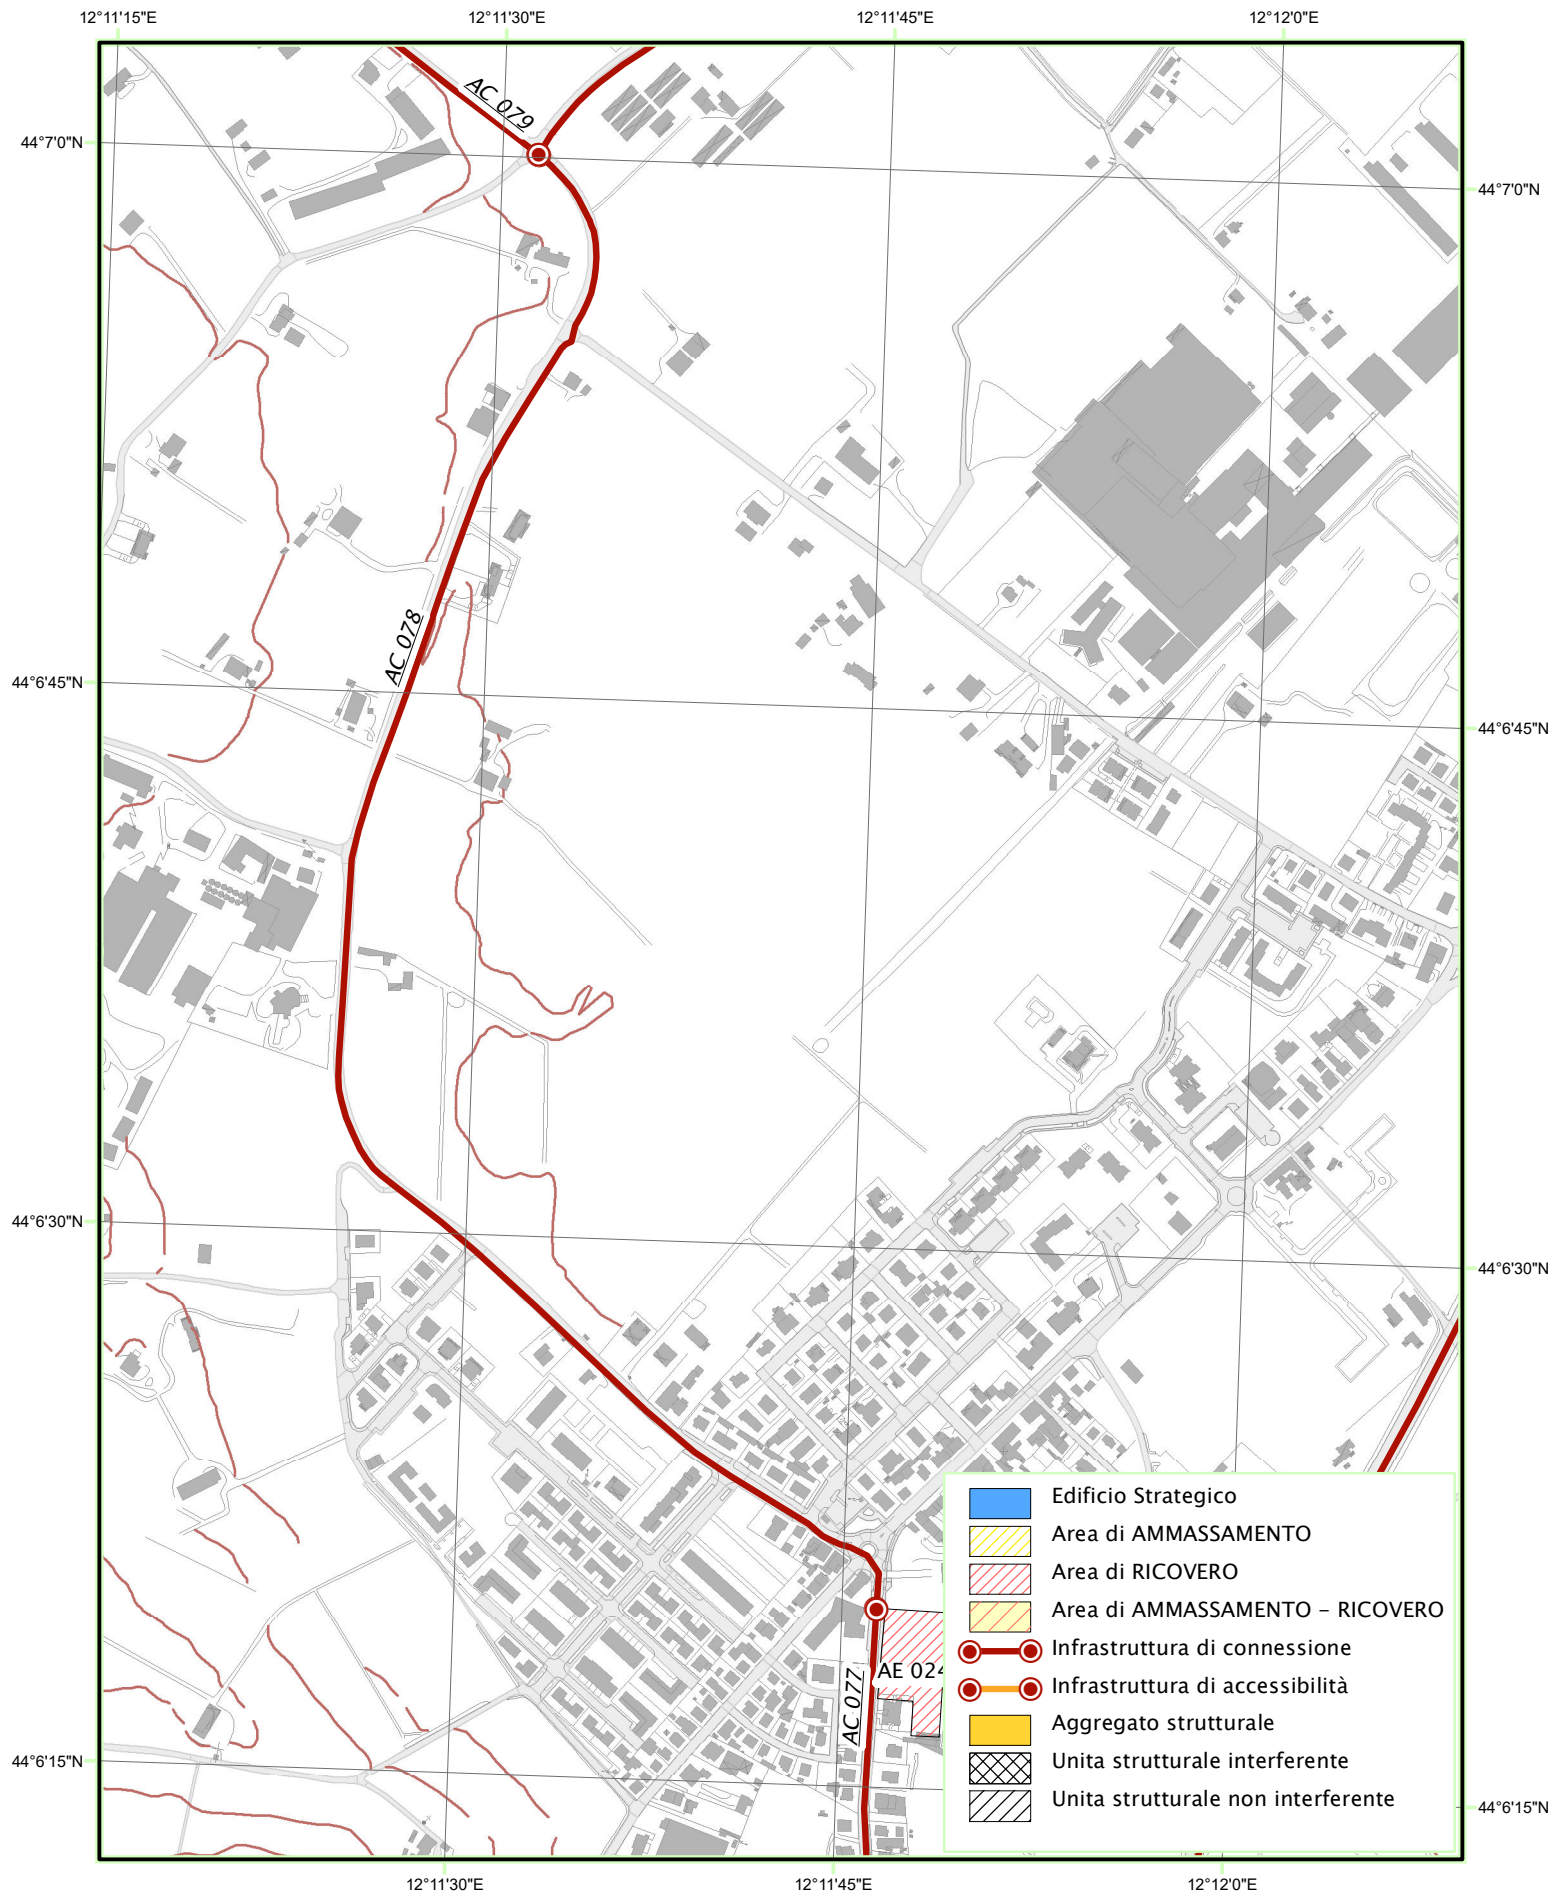 12°11'15"E
12°11'30"E
12°11'45"E
12°12'0"E
44°7'0"N
44°7'0"N
AC 079
AC 078
44°6'45"N
44°6'45"N
44°6'30"N
44°6'30"N
AE 024
AC 077
Edificio Strategico
Area di AMMASSAMENTO
Area di RICOVERO
Area di AMMASSAMENTO – RICOVERO
Infrastruttura di connessione
Infrastruttura di accessibilità
Aggregato strutturale
Unita strutturale interferente
Unita strutturale non interferente
44°6'15"N
44°6'15"N
12°11'30"E
12°11'45"E
12°12'0"E